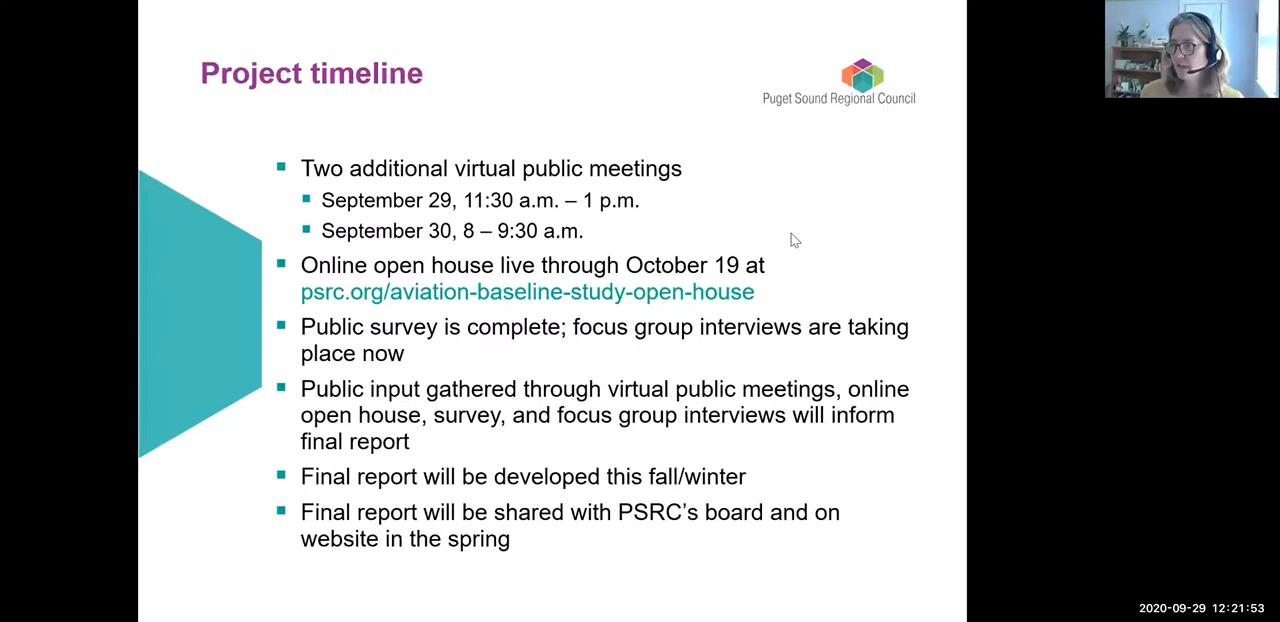 Project timeline
Puget Sound Regional Council
Two additional virtual public meetings
September 29, 11:30 a.m. – 1 p.m.
September 30, 8 – 9:30 a.m.
Online open house live through October 19 at
psrc.org/aviation-baseline-study-open-house
Public survey is complete; focus group interviews are taking
place now
Public input gathered through virtual public meetings, online
open house, survey, and focus group interviews will inform
final report
Final report will be developed this fall/winter
Final report will be shared with PSRC’s board and on
website in the spring
2020-09-29 12:21:53